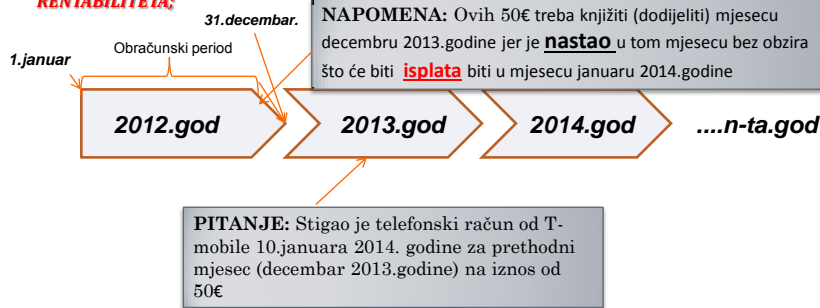 RENTABILITETA;
31.decembar.
1.januar
Obračunski period
NAPOMENA: Ovih 50€ treba knjižiti (dodijeliti) mjesecu
decembru 2013.godine jer je nastao u tom mjesecu bez obzira
što će biti isplata biti u mjesecu januaru 2014.godine
2012.god
2013.god
2014.god
....n-ta.god
PITANJE: Stigao je telefonski račun od T-
mobile 10.januara 2014. godine za prethodni
mjesec (decembar 2013.godine) na iznos od
50€